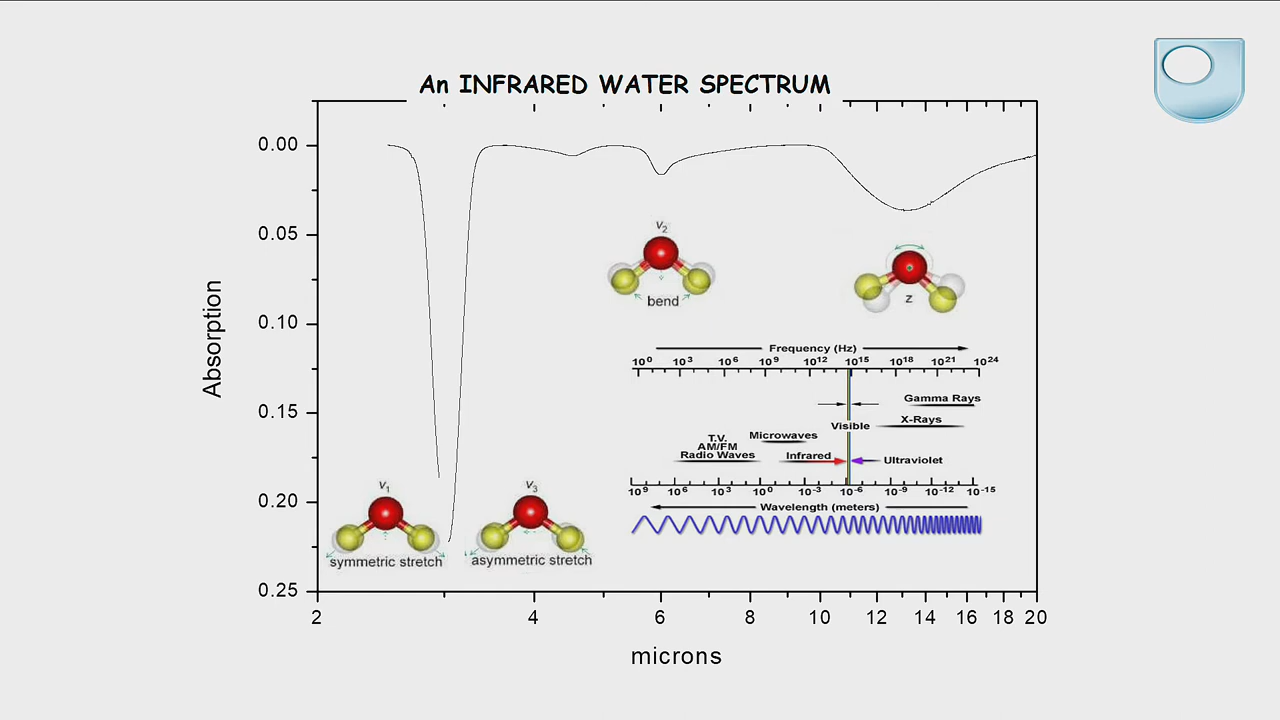 An INFRARED WATER SPECTRUM
0.00
0.05
0.10
0.15
0.20
0.25
Absorption
2 4 6 8 10 12 14 16 18 20
microns
ν1
symmetric stretch
ν3
asymmetric stretch
ν2
bend
z
Frequency (Hz)
10^0 10^3 10^6 10^9 10^12 10^15 10^18 10^21 10^24
Gamma Rays
X-Rays
Visible
T.V.
AM/FM
Radio Waves
Microwaves
Infrared
Ultraviolet
10^9 10^6 10^3 10^0 10^-3 10^-6 10^-9 10^-12 10^-15
Wavelength (meters)